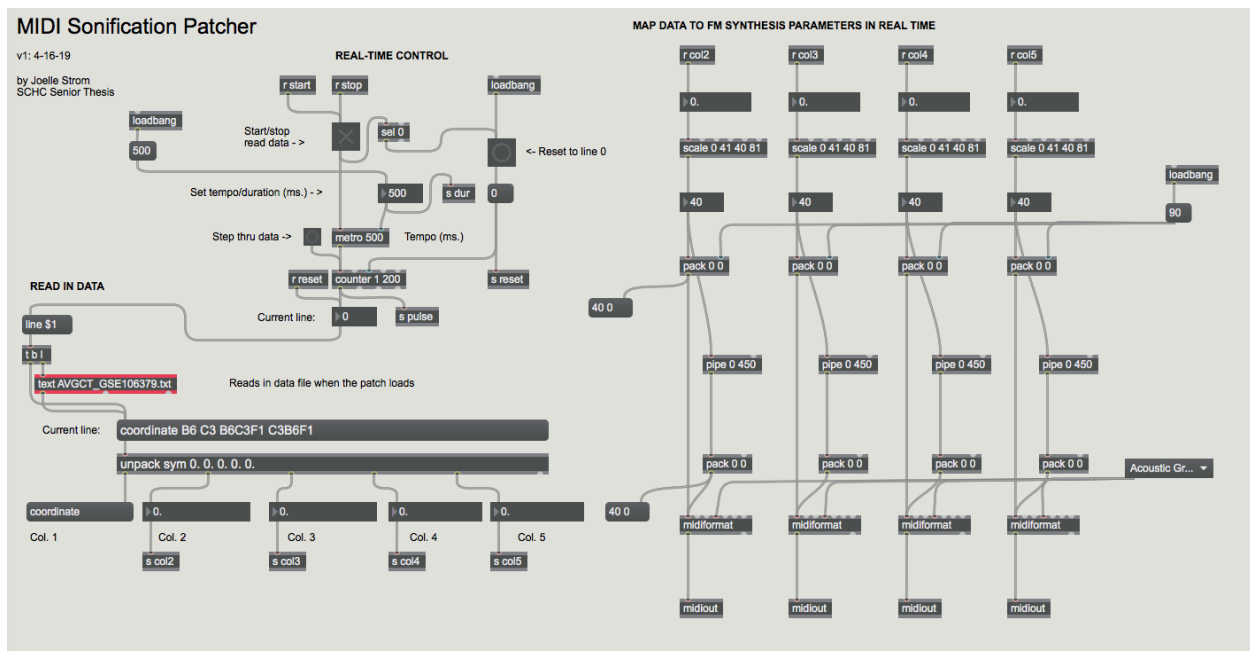 MIDI Sonification Patcher
v1: 4-16-19
by Joelle Strom
SCHC Senior Thesis
REAL-TIME CONTROL
r start
r stop
loadbang
loadbang
500
Start/stop
read data - >
sel 0
<- Reset to line 0
Set tempo/duration (ms.) - >
500
s dur
0
Step thru data ->
metro 500
Tempo (ms.)
r reset
counter 1 200
s reset
Current line:
0
s pulse
READ IN DATA
line $1
t b l
text AVGCT_GSE106379.txt
Reads in data file when the patch loads
Current line:
coordinate B6 C3 B6C3F1 C3B6F1
unpack sym 0. 0. 0. 0. 0.
coordinate
0.
0.
0.
0.
Col. 1
Col. 2
Col. 3
Col. 4
Col. 5
s col2
s col3
s col4
s col5
MAP DATA TO FM SYNTHESIS PARAMETERS IN REAL TIME
r col2
r col3
r col4
r col5
0.
0.
0.
0.
scale 0 41 40 81
scale 0 41 40 81
scale 0 41 40 81
scale 0 41 40 81
loadbang
40
40
40
40
90
pack 0 0
pack 0 0
pack 0 0
pack 0 0
40 0
pipe 0 450
pipe 0 450
pipe 0 450
pipe 0 450
pack 0 0
pack 0 0
pack 0 0
pack 0 0
Acoustic Gr...
40 0
midiformat
midiformat
midiformat
midiformat
midiout
midiout
midiout
midiout